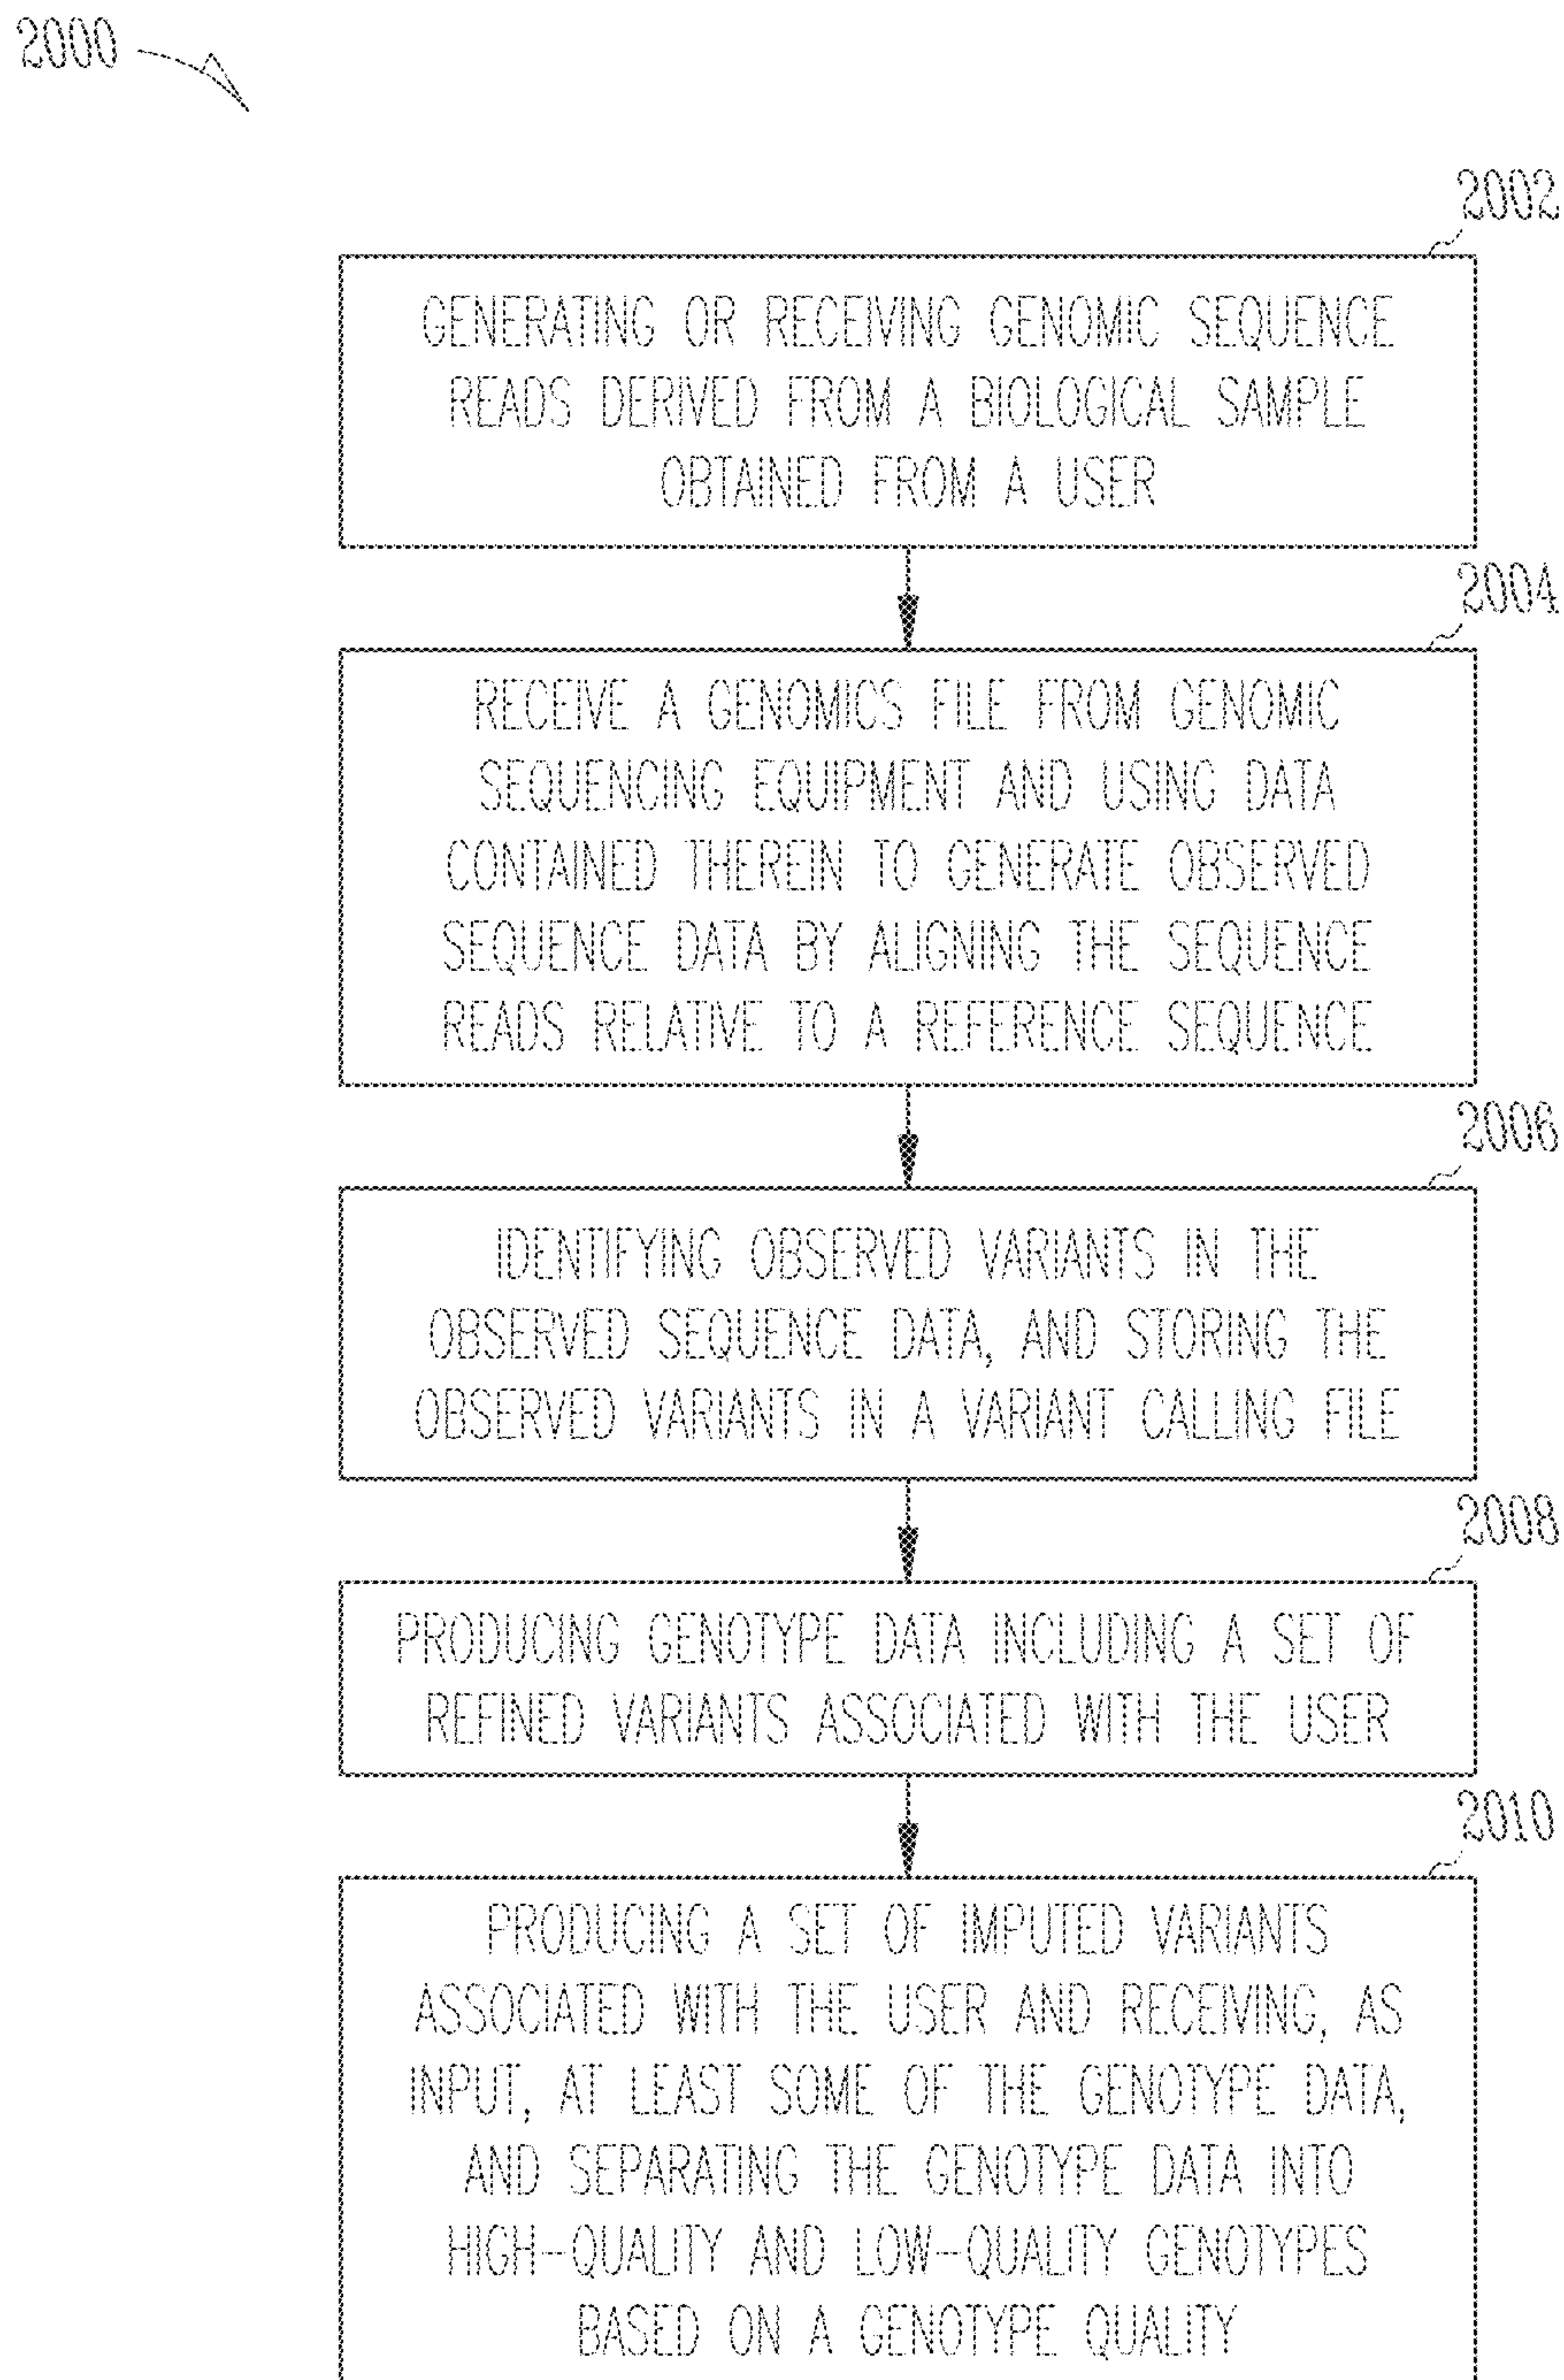 2000
2002
GENERATING OR RECEIVING GENOMIC SEQUENCE
READS DERIVED FROM A BIOLOGICAL SAMPLE
OBTAINED FROM A USER
2004
RECEIVE A GENOMICS FILE FROM GENOMIC
SEQUENCING EQUIPMENT AND USING DATA
CONTAINED THEREIN TO GENERATE OBSERVED
SEQUENCE DATA BY ALIGNING THE SEQUENCE
READS RELATIVE TO A REFERENCE SEQUENCE
2006
IDENTIFYING OBSERVED VARIANTS IN THE
OBSERVED SEQUENCE DATA, AND STORING THE
OBSERVED VARIANTS IN A VARIANT CALLING FILE
2008
PRODUCING GENOTYPE DATA INCLUDING A SET OF
REFINED VARIANTS ASSOCIATED WITH THE USER
2010
PRODUCING A SET OF IMPUTED VARIANTS
ASSOCIATED WITH THE USER AND RECEIVING, AS
INPUT, AT LEAST SOME OF THE GENOTYPE DATA,
AND SEPARATING THE GENOTYPE DATA INTO
HIGH-QUALITY AND LOW-QUALITY GENOTYPES
BASED ON A GENOTYPE QUALITY